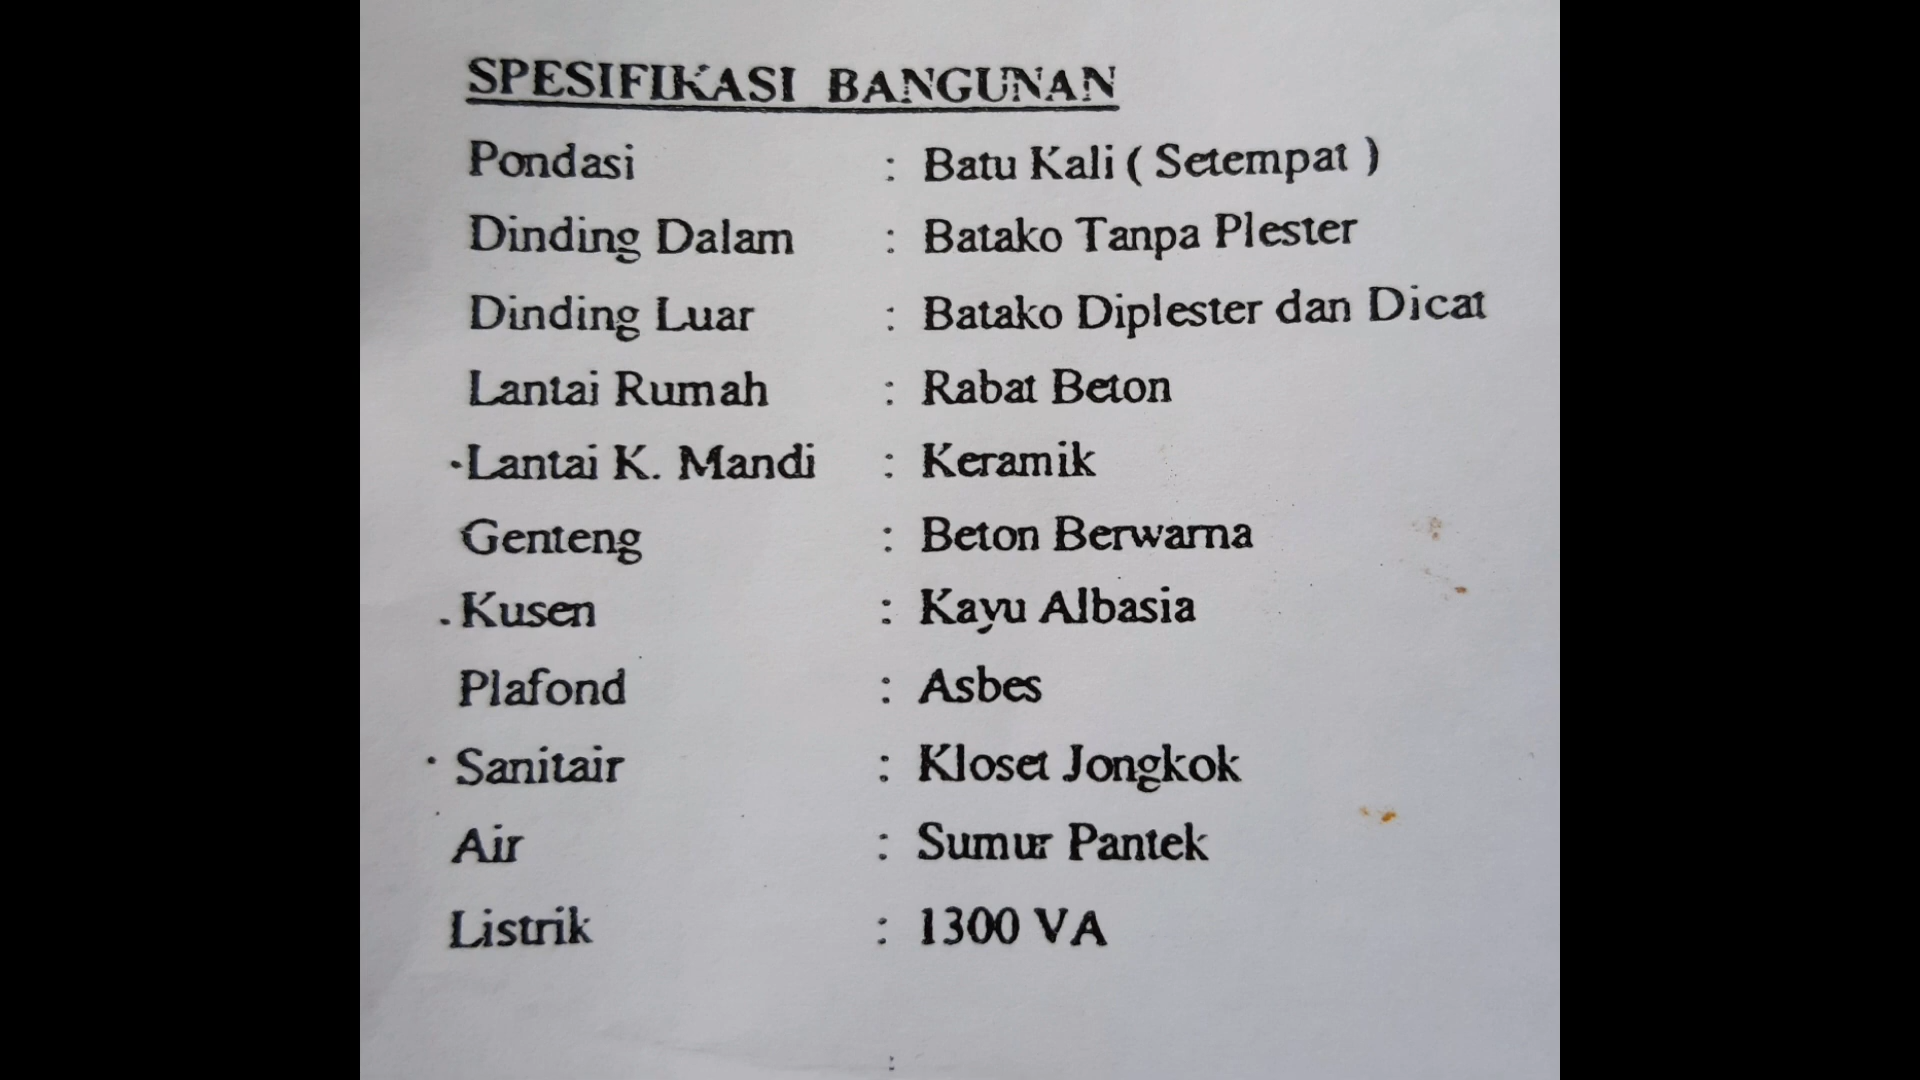 SPESIFIKASI BANGUNAN
Pondasi : Batu Kali ( Setempat )
Dinding Dalam : Batako Tanpa Plester
Dinding Luar : Batako Diplester dan Dicat
Lantai Rumah : Rabat Beton
Lantai K. Mandi : Keramik
Genteng : Beton Berwarna
Kusen : Kayu Albasia
Plafond : Asbes
Sanitair : Kloset Jongkok
Air : Sumur Pantek
Listrik : 1300 VA